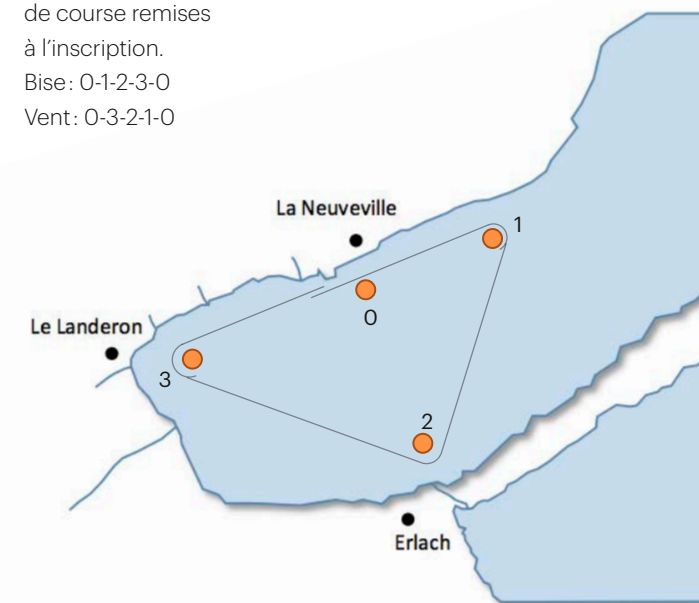 de course remises
à l’inscription.
Bise : 0-1-2-3-0
Vent : 0-3-2-1-0
La Neuveville
1
0
Le Landeron
3
2
Erlach